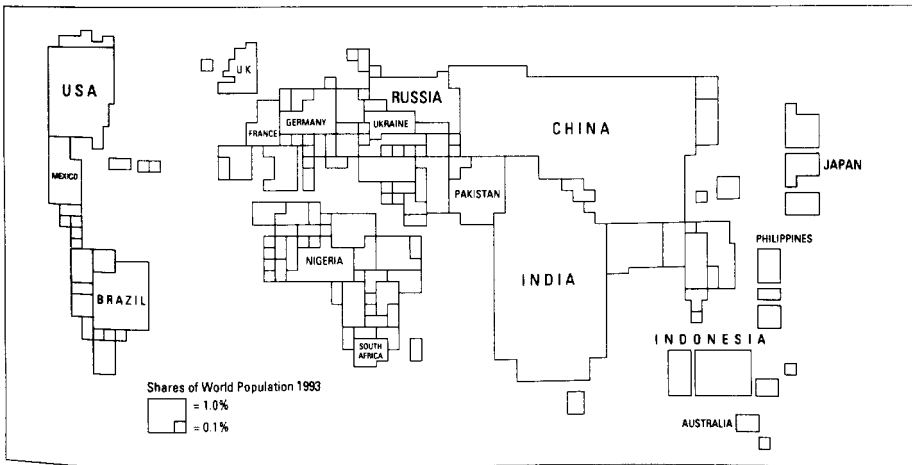 USA
UK
RUSSIA
CHINA
GERMANY
FRANCE
UKRAINE
JAPAN
MEXICO
PAKISTAN
PHILIPPINES
NIGERIA
INDIA
BRAZIL
INDONESIA
SOUTH
AFRICA
Shares of World Population 1993
= 1.0%
= 0.1%
AUSTRALIA